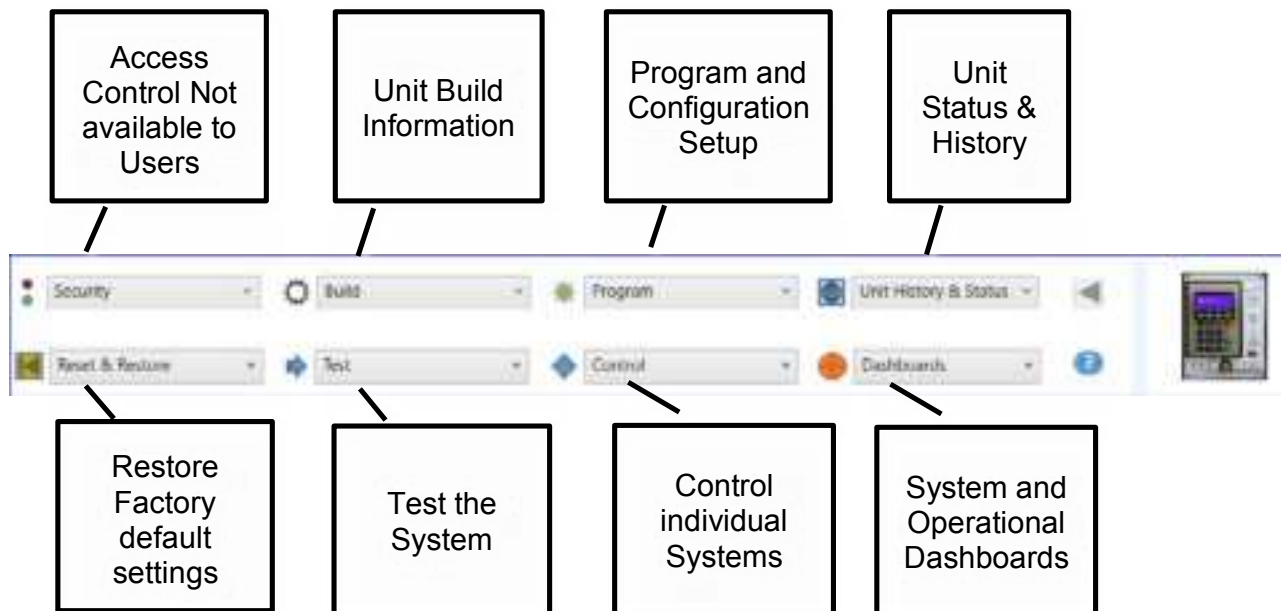 Access
Control Not
available to
Users
Unit Build
Information
Program and
Configuration
Setup
Unit
Status &
History
Security
Build
Program
Unit History & Status
Reset & Restore
Test
Control
Dashboards
Restore
Factory
default
settings
Test the
System
Control
individual
Systems
System and
Operational
Dashboards